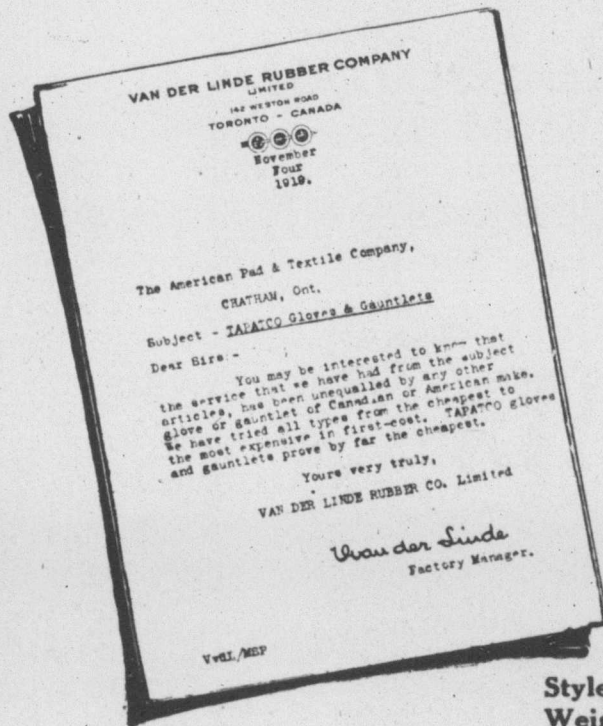 VAN DER LINDE RUBBER COMPANY
LIMITED
162 WESTON ROAD
TORONTO - CANADA
November
Four
1919.
The American Pad & Textile Company,
CHATHAM, Ont.
Subject - TAPATCO Gloves & Gauntlets
Dear Sirs:-
You may be interested to know that
the service that we have had from the subject
articles, has been unequalled by any other
glove or gauntlet of Canadian or American make.
We have tried all types from the cheapest to
the most expensive in first-cost. TAPATCO gloves
and gauntlets prove by far the cheapest.
Yours very truly,
VAN DER LINDE RUBBER CO. Limited
van der Linde
Factory Manager.
VvdL/MSP
Style
Wei